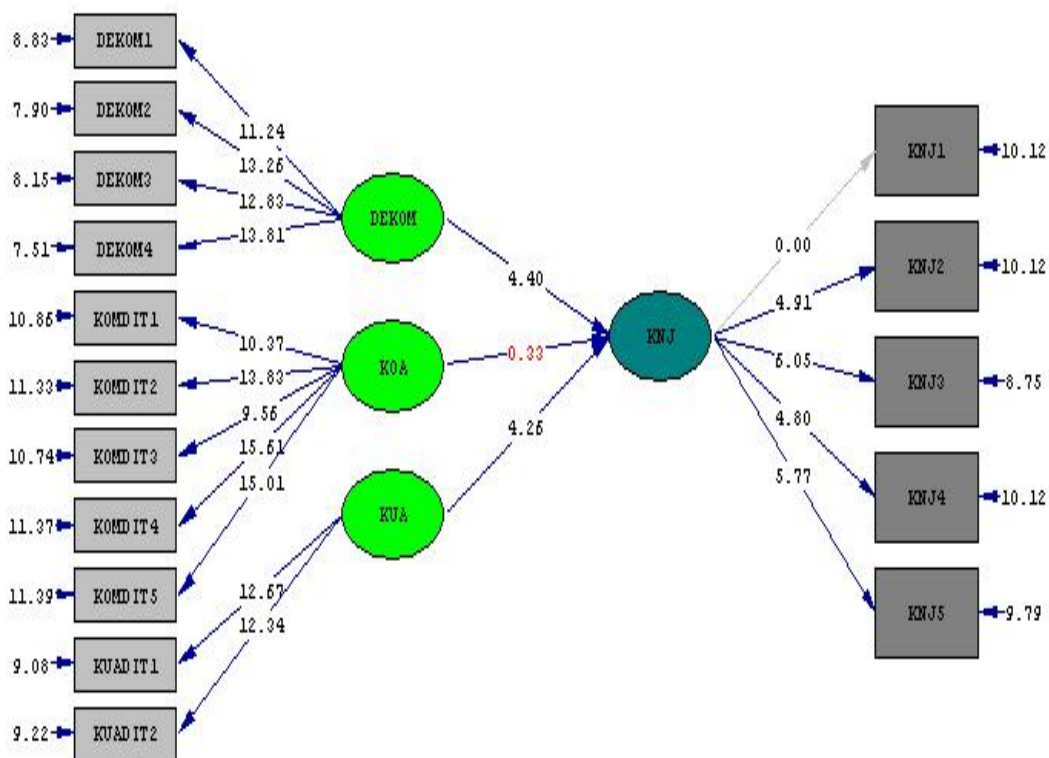 8.83
DEKOM1
7.90
DEKOM2
8.15
DEKOM3
7.51
DEKOM4
10.86
KOMDIT1
11.33
KOMDIT2
10.74
KOMDIT3
11.37
KOMDIT4
11.39
KOMDIT5
9.08
KUADIT1
9.22
KUADIT2
11.24
13.26
12.83
13.81
10.37
13.83
9.56
15.61
15.01
12.67
12.34
DEKOM
KOA
KUA
4.40
0.33
4.26
KNJ
0.00
4.91
6.05
4.80
5.77
KNJ1
10.12
KNJ2
10.12
KNJ3
8.75
KNJ4
10.12
KNJ5
9.79